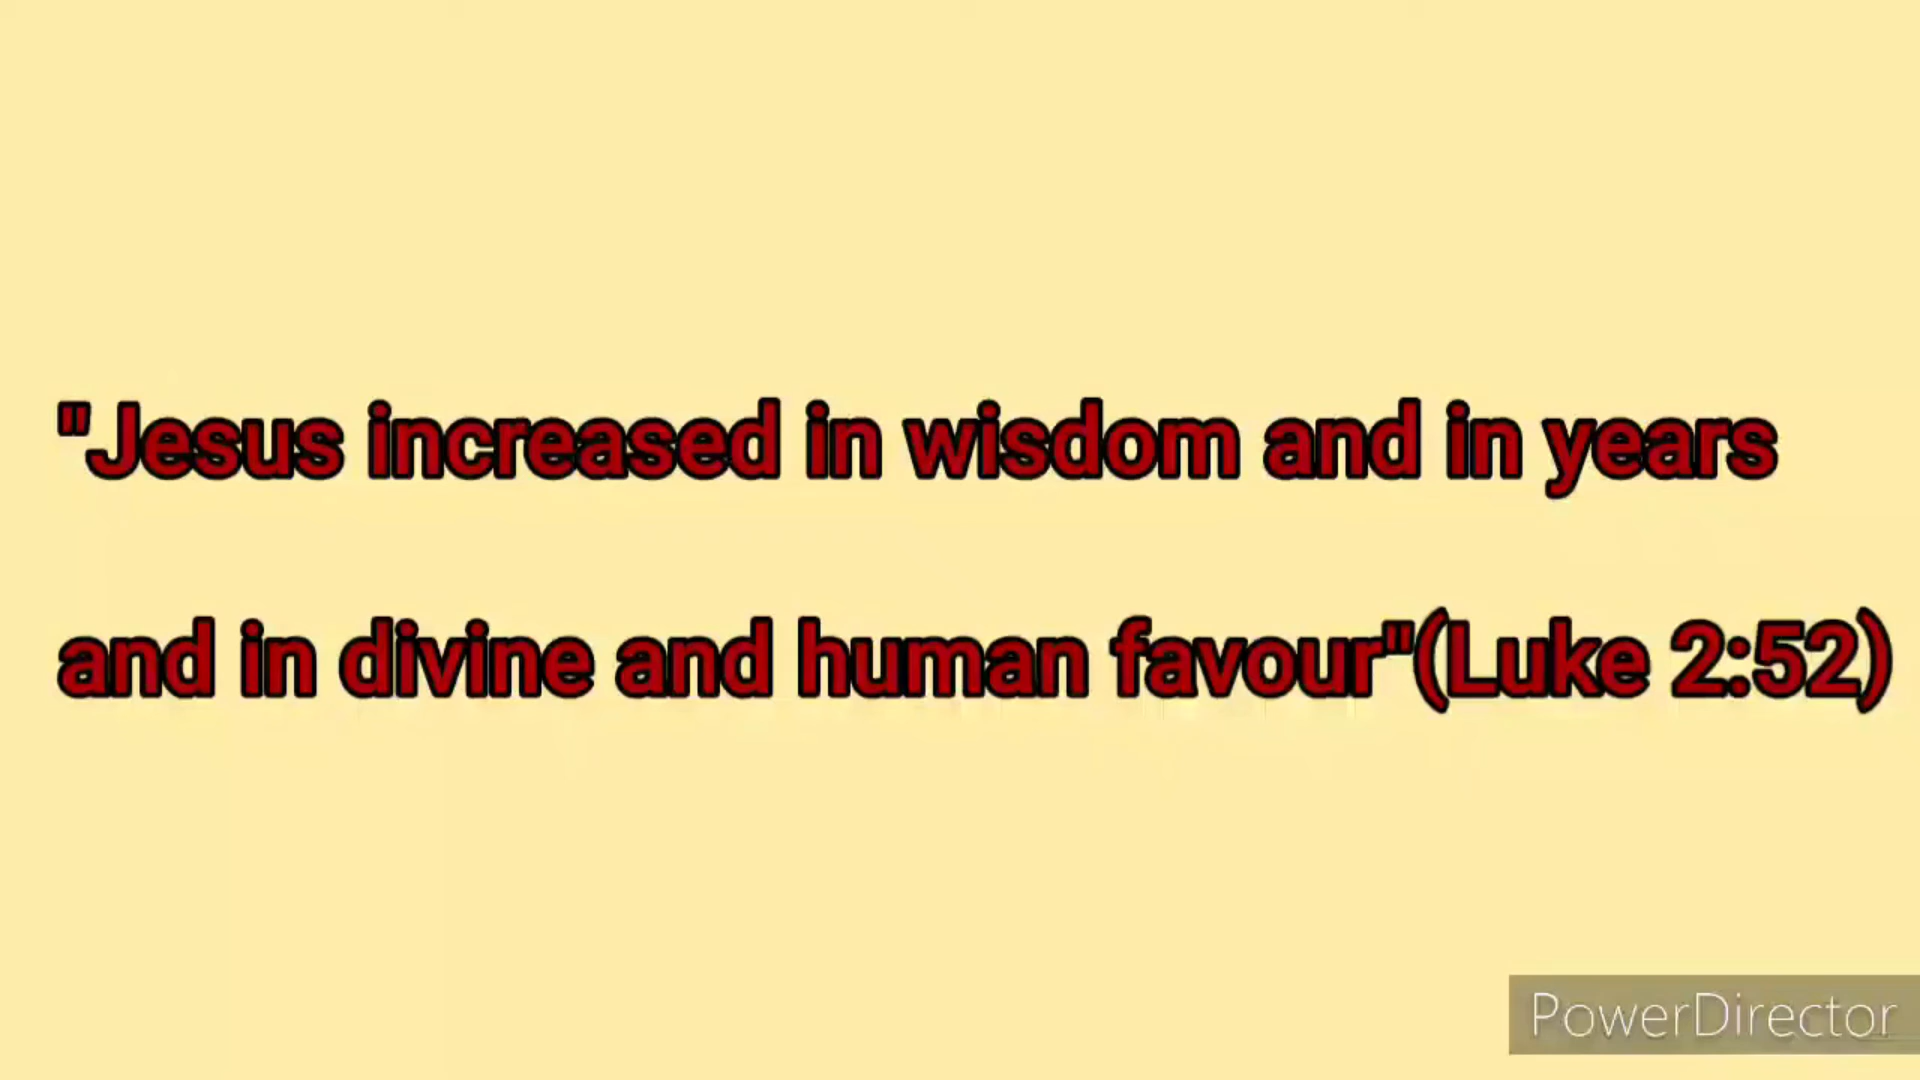 "Jesus increased in wisdom and in years
and in divine and human favour"(Luke 2:52)
PowerDirector